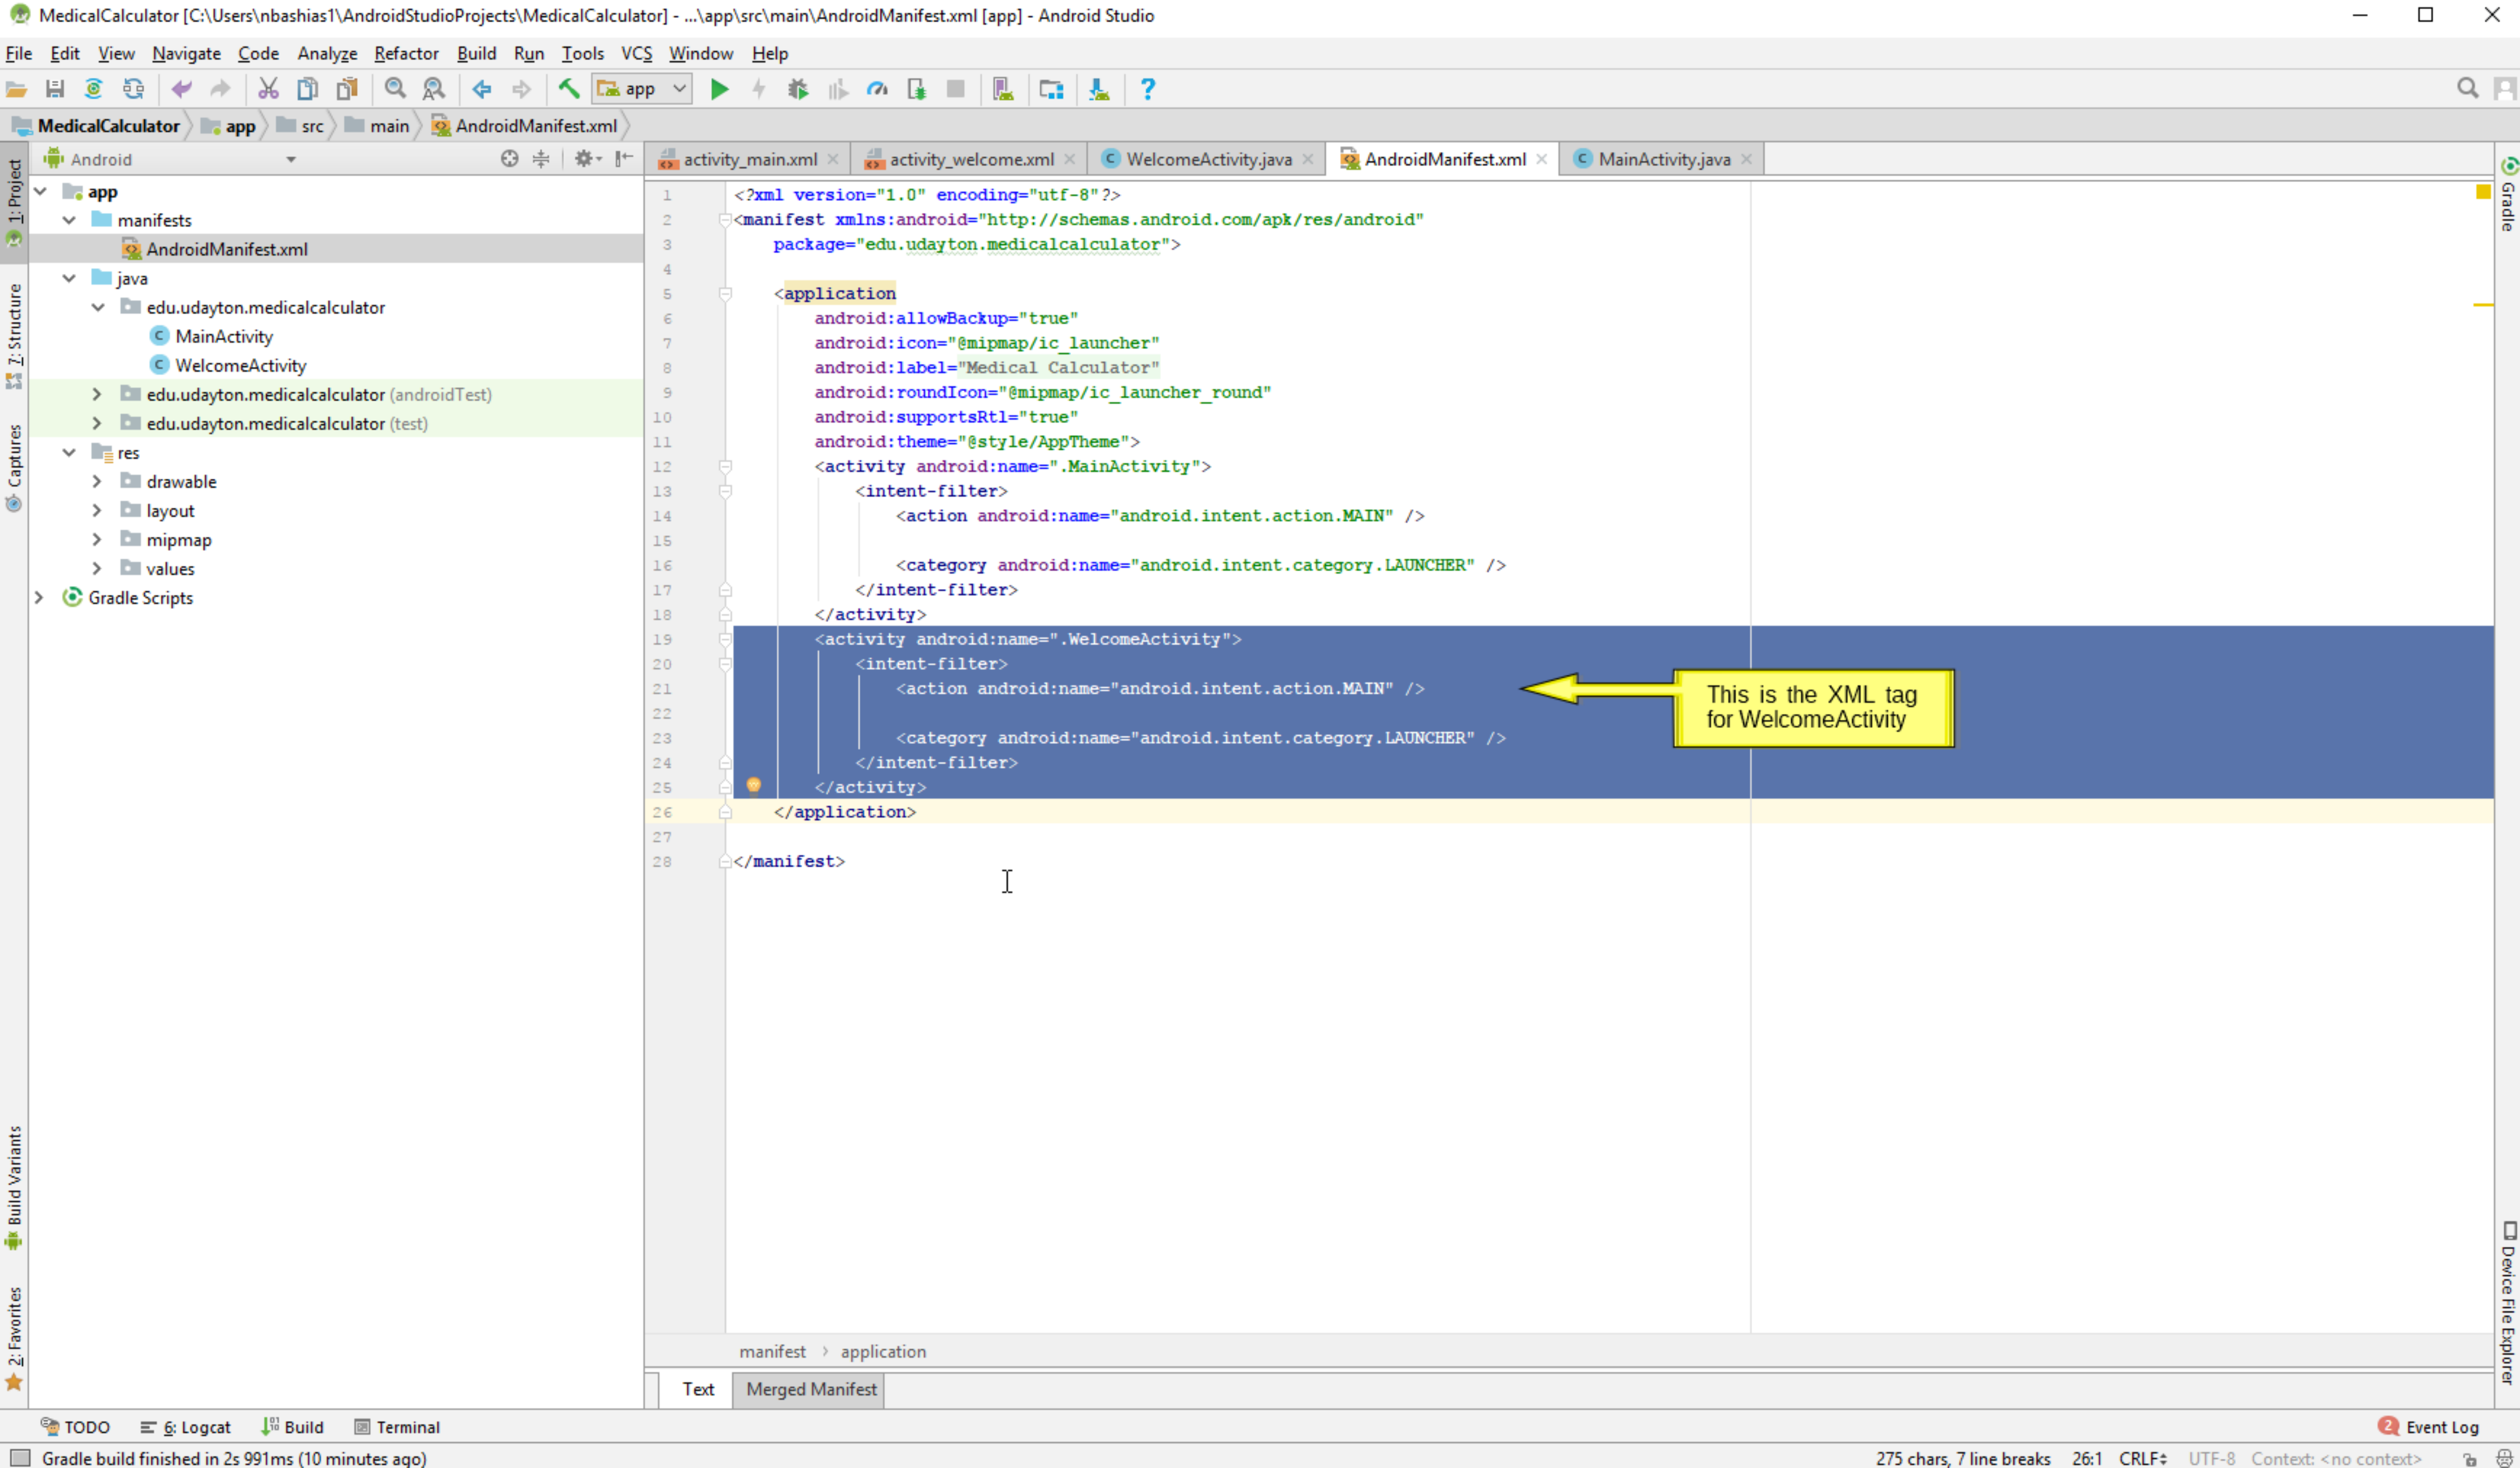 MedicalCalculator [C:\Users\nbashias1\AndroidStudioProjects\MedicalCalculator] - ...\app\src\main\AndroidManifest.xml [app] - Android Studio
File Edit View Navigate Code Analyze Refactor Build Run Tools VCS Window Help
app
MedicalCalculator app src main AndroidManifest.xml
1: Project
7: Structure
Captures
Build Variants
2: Favorites
Android
app
manifests
AndroidManifest.xml
java
edu.udayton.medicalcalculator
MainActivity
WelcomeActivity
edu.udayton.medicalcalculator (androidTest)
edu.udayton.medicalcalculator (test)
res
drawable
layout
mipmap
values
Gradle Scripts
activity_main.xml activity_welcome.xml WelcomeActivity.java AndroidManifest.xml MainActivity.java
1 <?xml version="1.0" encoding="utf-8"?>
2 <manifest xmlns:android="http://schemas.android.com/apk/res/android"
3 package="edu.udayton.medicalcalculator">
4
5 <application
6 android:allowBackup="true"
7 android:icon="@mipmap/ic_launcher"
8 android:label="Medical Calculator"
9 android:roundIcon="@mipmap/ic_launcher_round"
10 android:supportsRtl="true"
11 android:theme="@style/AppTheme">
12 <activity android:name=".MainActivity">
13 <intent-filter>
14 <action android:name="android.intent.action.MAIN" />
15
16 <category android:name="android.intent.category.LAUNCHER" />
17 </intent-filter>
18 </activity>
19 <activity android:name=".WelcomeActivity">
20 <intent-filter>
21 <action android:name="android.intent.action.MAIN" />
22
23 <category android:name="android.intent.category.LAUNCHER" />
24 </intent-filter>
25 </activity>
26 </application>
27
28 </manifest>
This is the XML tag
for WelcomeActivity
Gradle
Device File Explorer
manifest › application
Text Merged Manifest
TODO 6: Logcat Build Terminal 2 Event Log
Gradle build finished in 2s 991ms (10 minutes ago) 275 chars, 7 line breaks 26:1 CRLF UTF-8 Context: <no context>